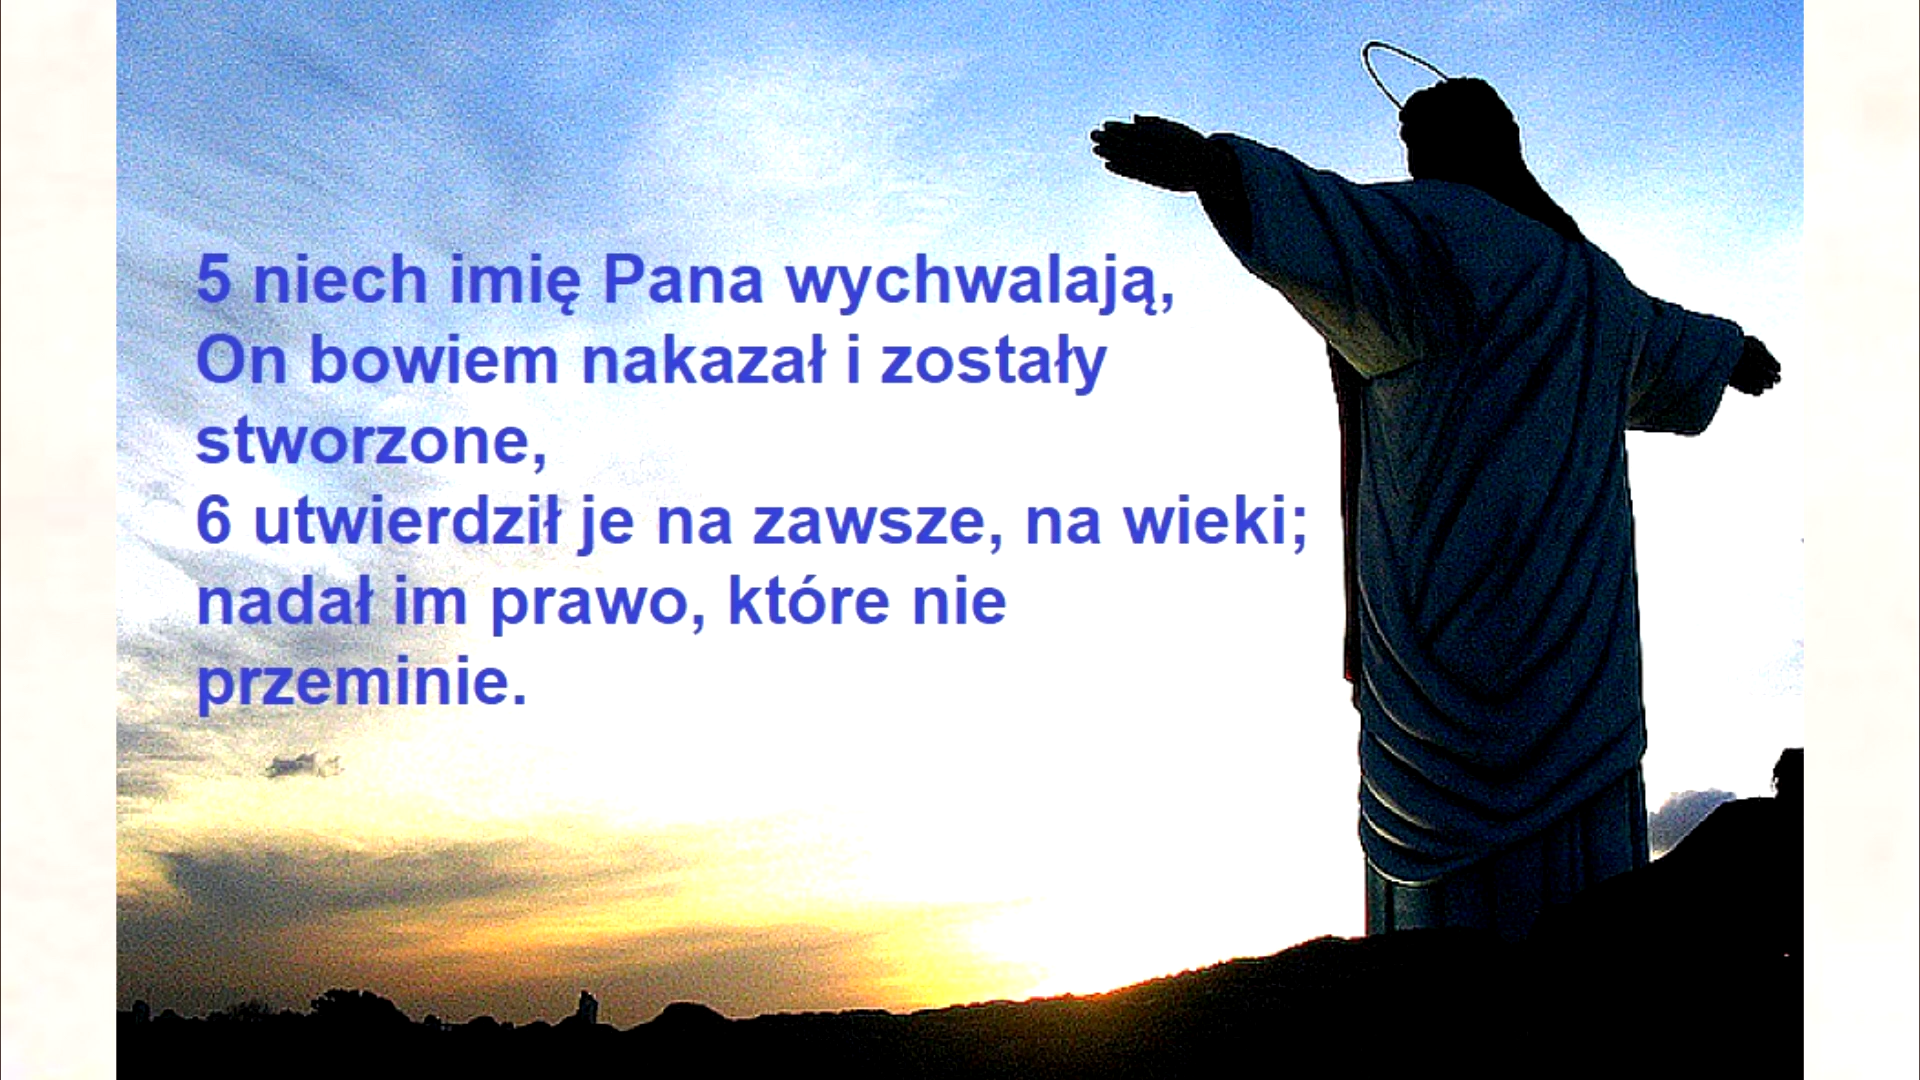 5 niech imię Pana wychwalają,
On bowiem nakazał i zostały
stworzone,
6 utwierdził je na zawsze, na wieki;
nadał im prawo, które nie
przeminie.